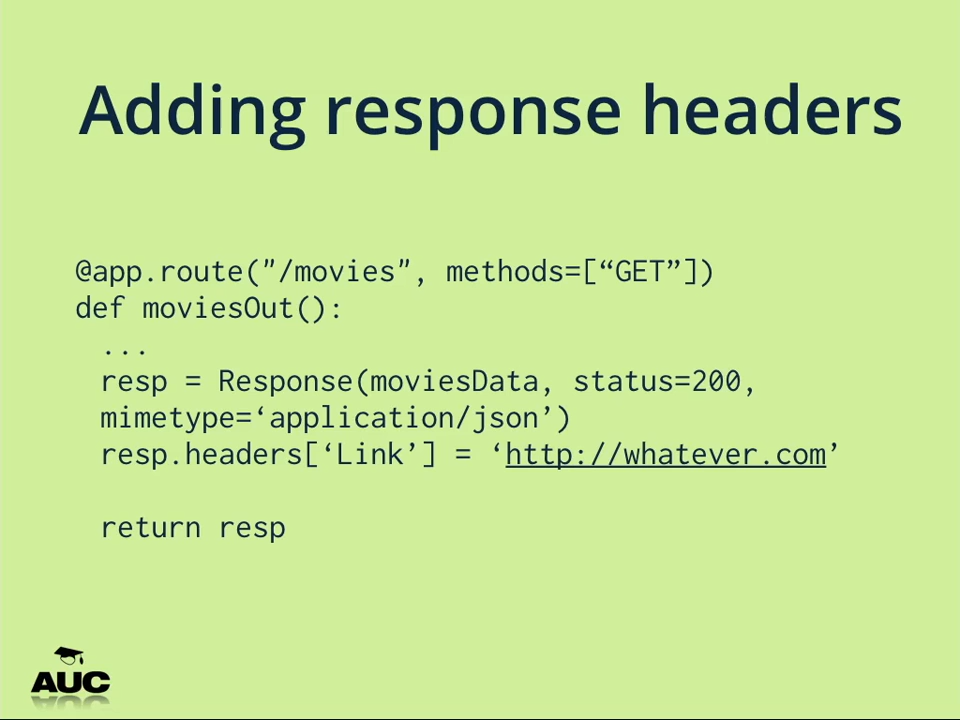 Adding response headers
@app.route("/movies", methods=[“GET”])
def moviesOut():
...
resp = Response(moviesData, status=200,
mimetype=‘application/json’)
resp.headers[‘Link’] = ‘http://whatever.com’
return resp
AUC